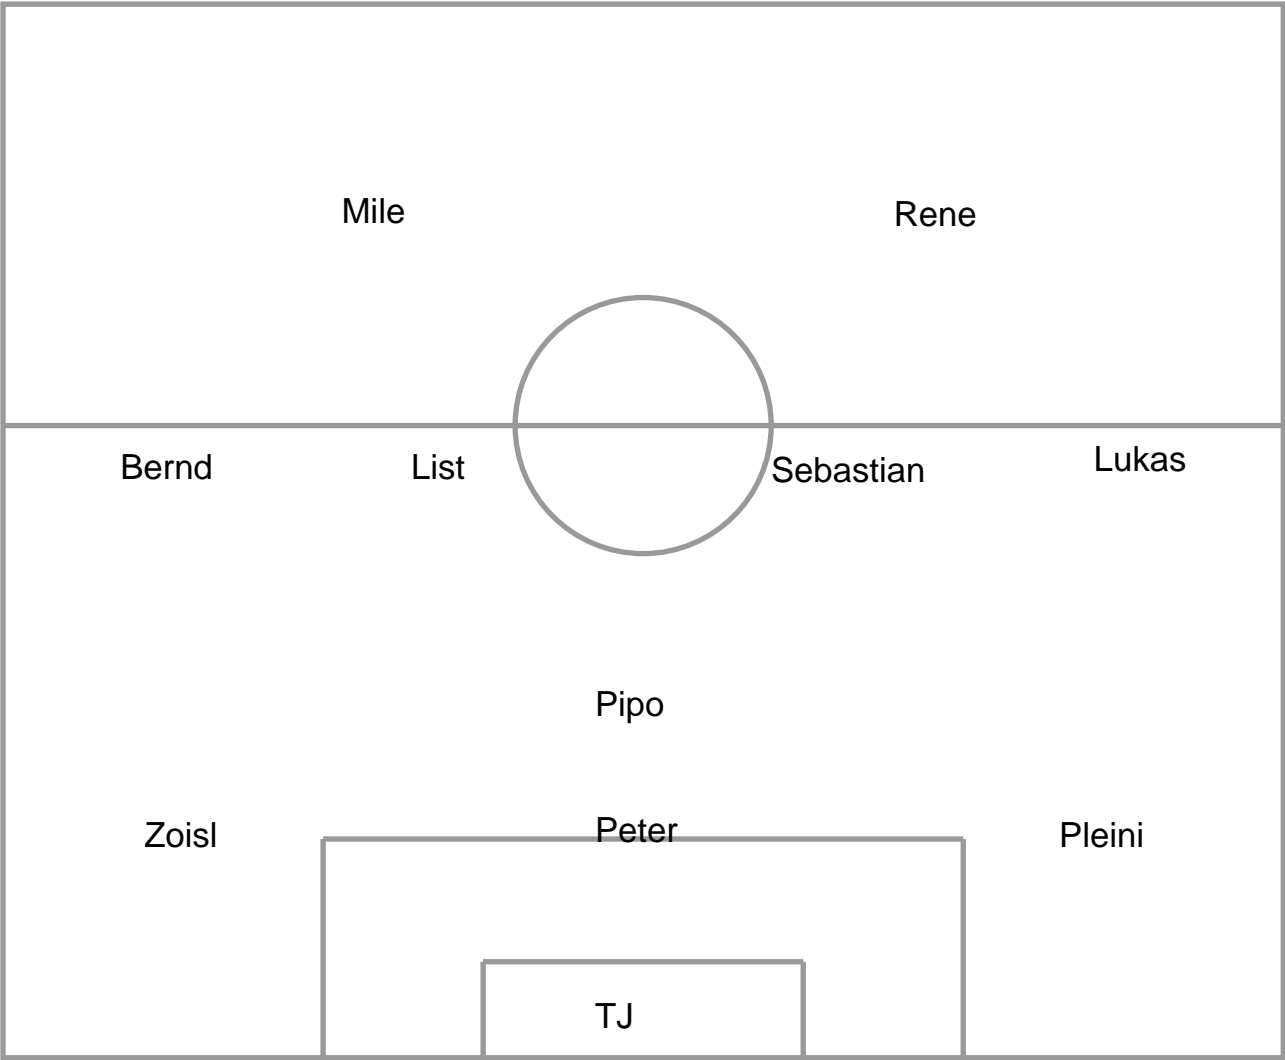 Mile
Rene
Bernd
List
Sebastian
Lukas
Pipo
Zoisl
Peter
Pleini
TJ